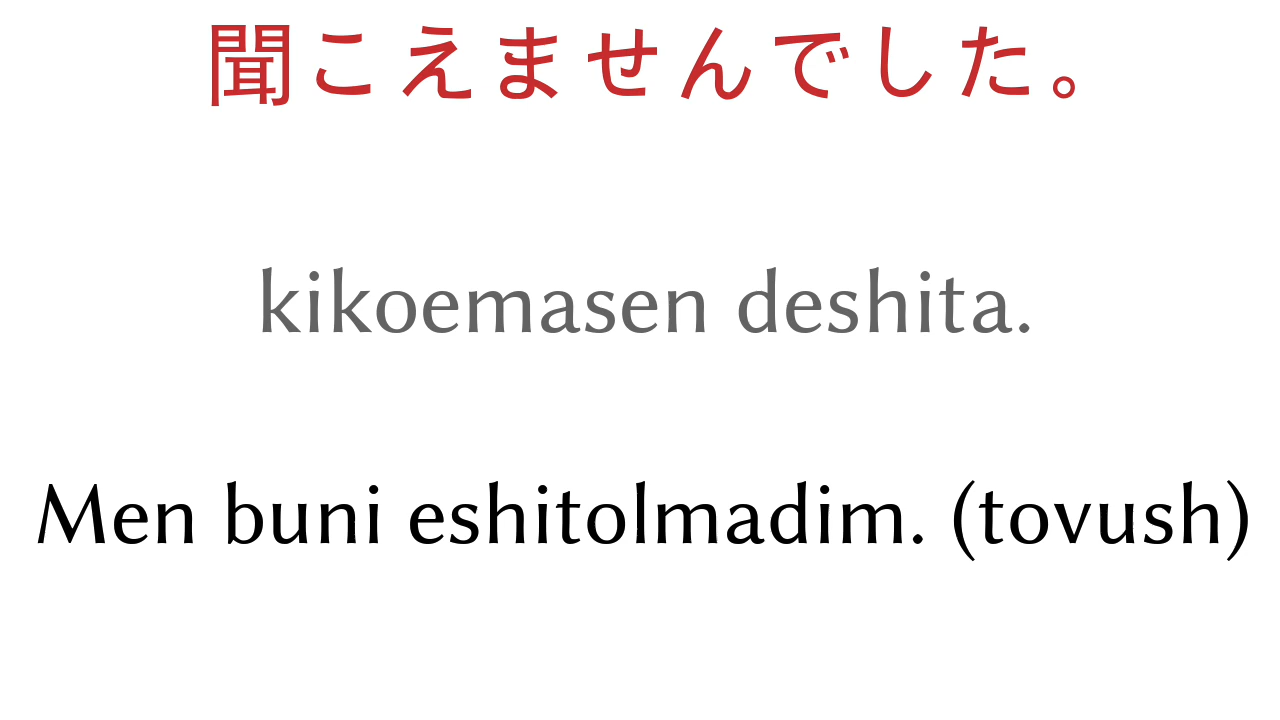 聞こえませんでした。
kikoemasen deshita.
Men buni eshitolmadim. (tovush)